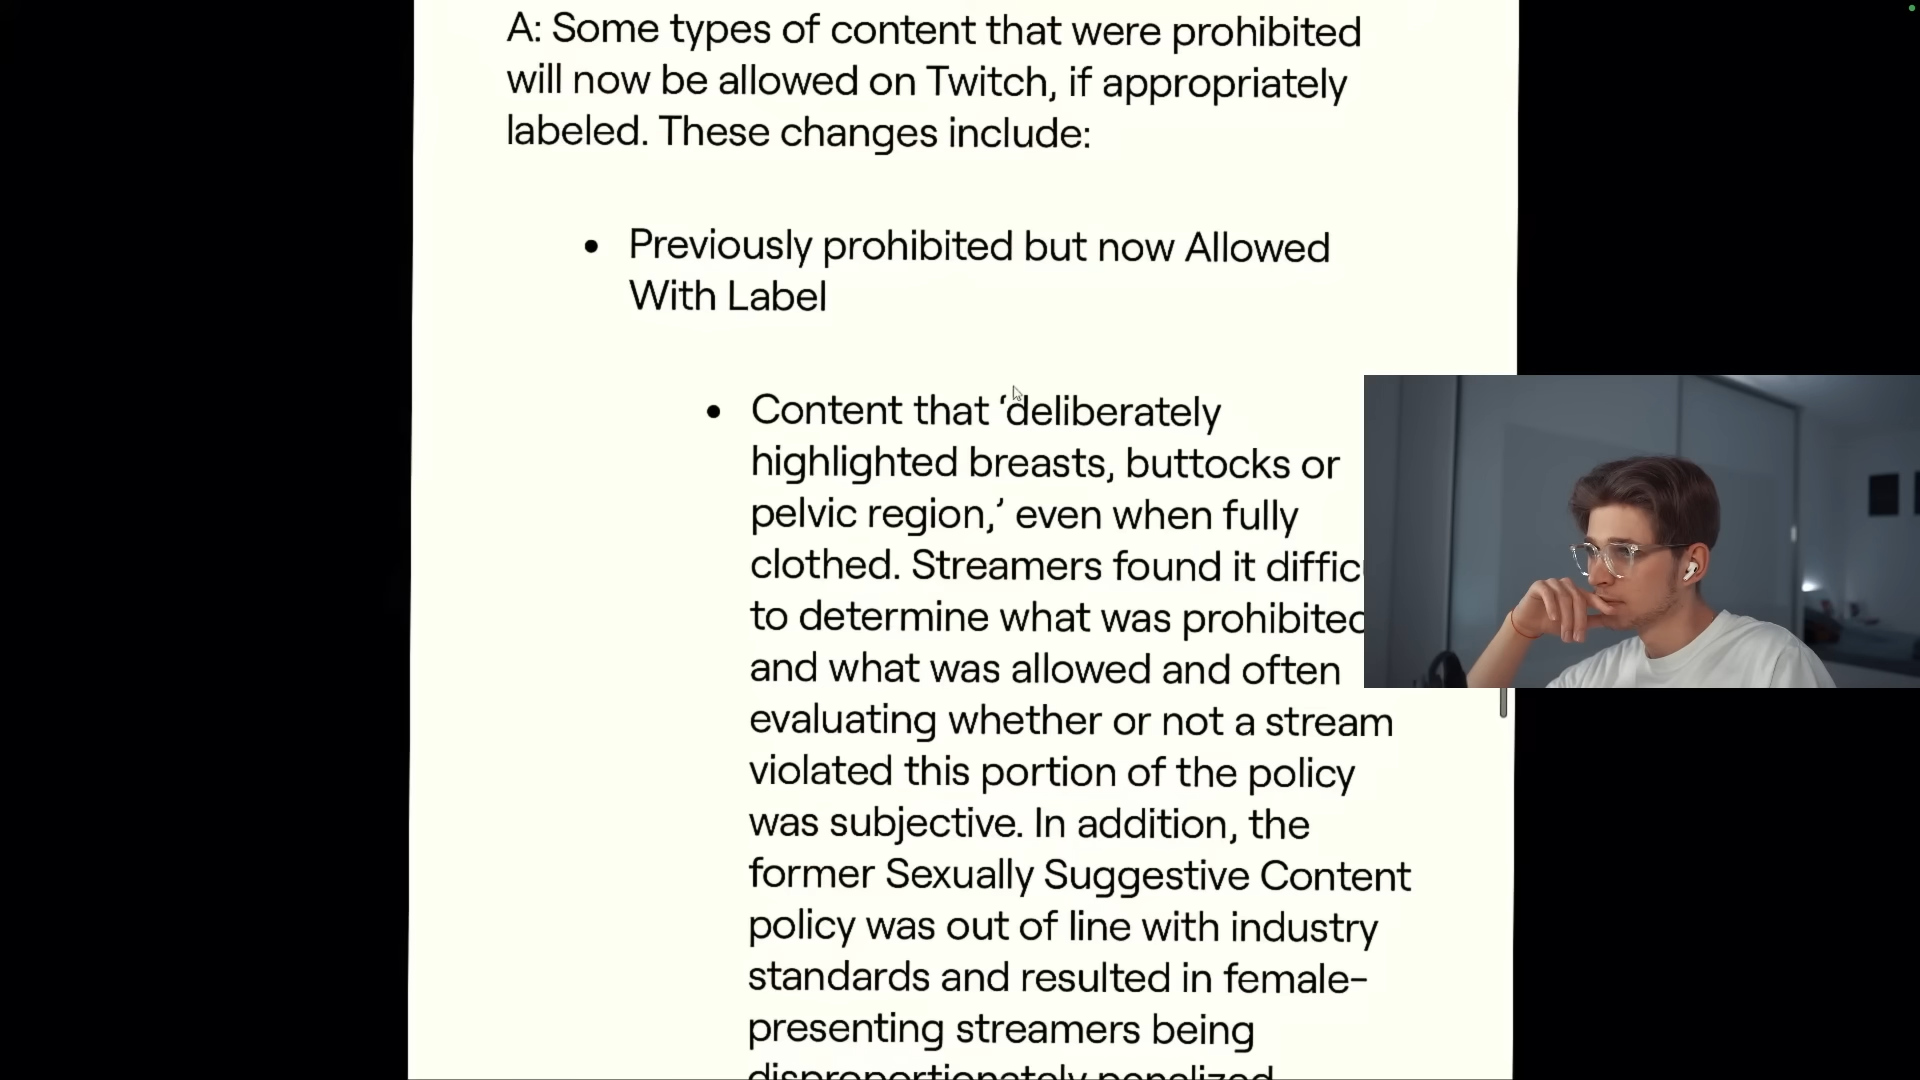 A: Some types of content that were prohibited
will now be allowed on Twitch, if appropriately
labeled. These changes include:
• Previously prohibited but now Allowed
With Label
• Content that ‘deliberately
highlighted breasts, buttocks or
pelvic region,’ even when fully
clothed. Streamers found it
to determine what was prohibited
and what was allowed and often
evaluating whether or not a stream
violated this portion of the policy
was subjective. In addition, the
former Sexually Suggestive Content
policy was out of line with industry
standards and resulted in female-
presenting streamers being
disproportionately penalized